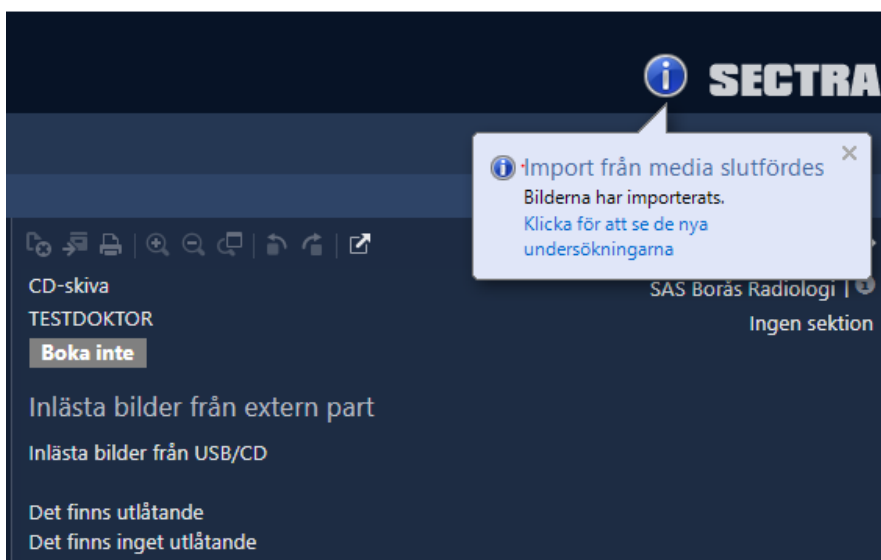 SECTRA
Import från media slutfördes
Bilderna har importerats.
Klicka för att se de nya
undersökningarna
CD-skiva
SÄS Borås Radiologi |
TESTDOKTOR
Ingen sektion
Boka inte
Inlästa bilder från extern part
Inlästa bilder från USB/CD
Det finns utlåtande
Det finns inget utlåtande